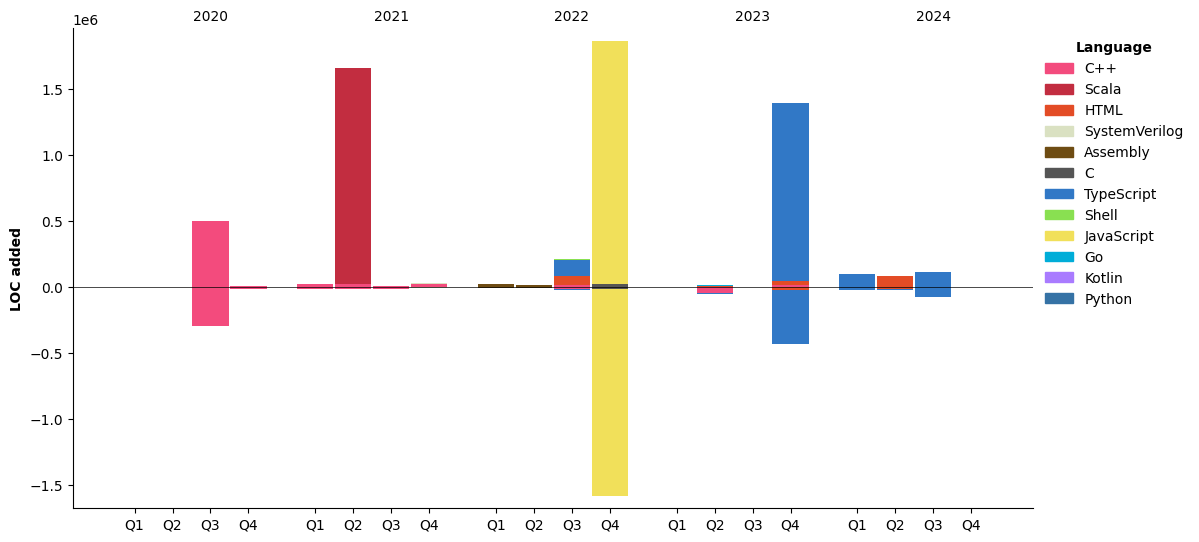 2020 2021 2022 2023 2024
1e6
1.5
1.0
0.5
0.0
−0.5
−1.0
−1.5
LOC added
Q1 Q2 Q3 Q4 Q1 Q2 Q3 Q4 Q1 Q2 Q3 Q4 Q1 Q2 Q3 Q4 Q1 Q2 Q3 Q4
Language
C++
Scala
HTML
SystemVerilog
Assembly
C
TypeScript
Shell
JavaScript
Go
Kotlin
Python